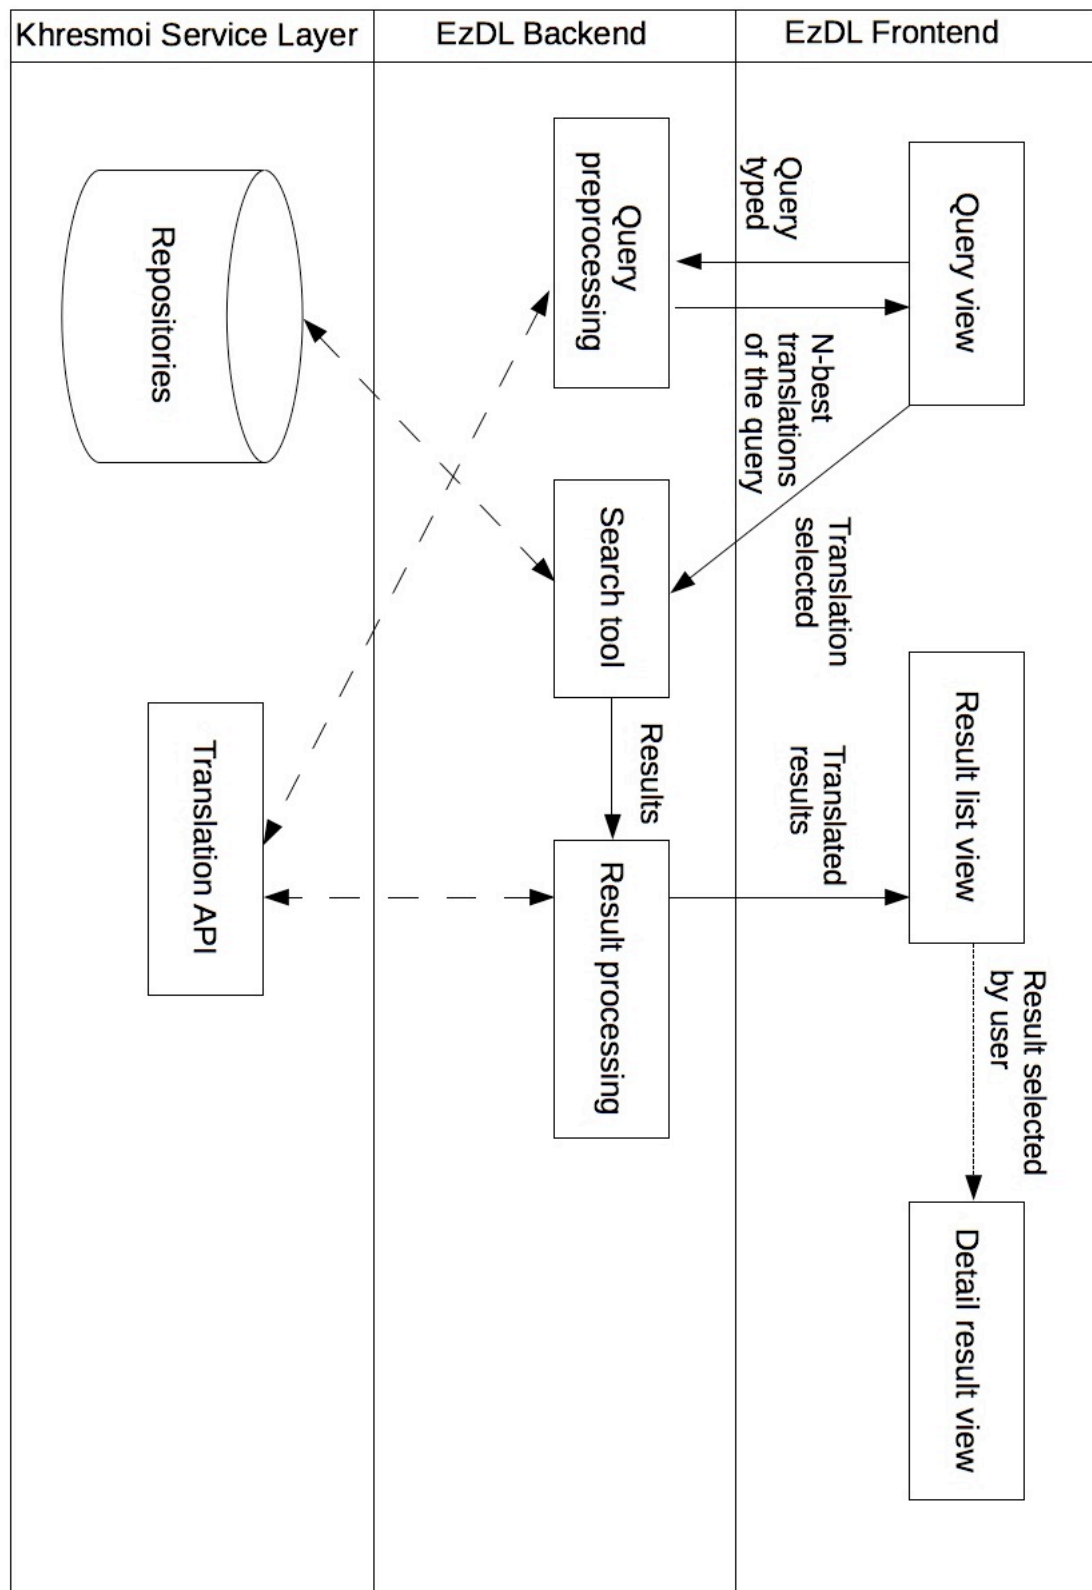 Khresmoi Service Layer
EzDL Backend
EzDL Frontend
Query view
Query
typed
N-best
translations
of the query
Query
preprocessing
Repositories
Translation
selected
Search tool
Results
Result list view
Translated
results
Result processing
Translation API
Result selected
by user
Detail result view